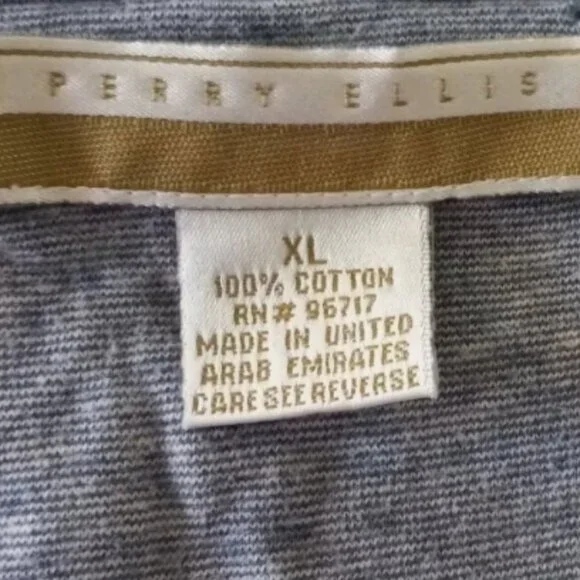 PERRY ELLIS
XL
100% COTTON
RN# 96717
MADE IN UNITED
ARAB EMIRATES
CARE SEE REVERSE